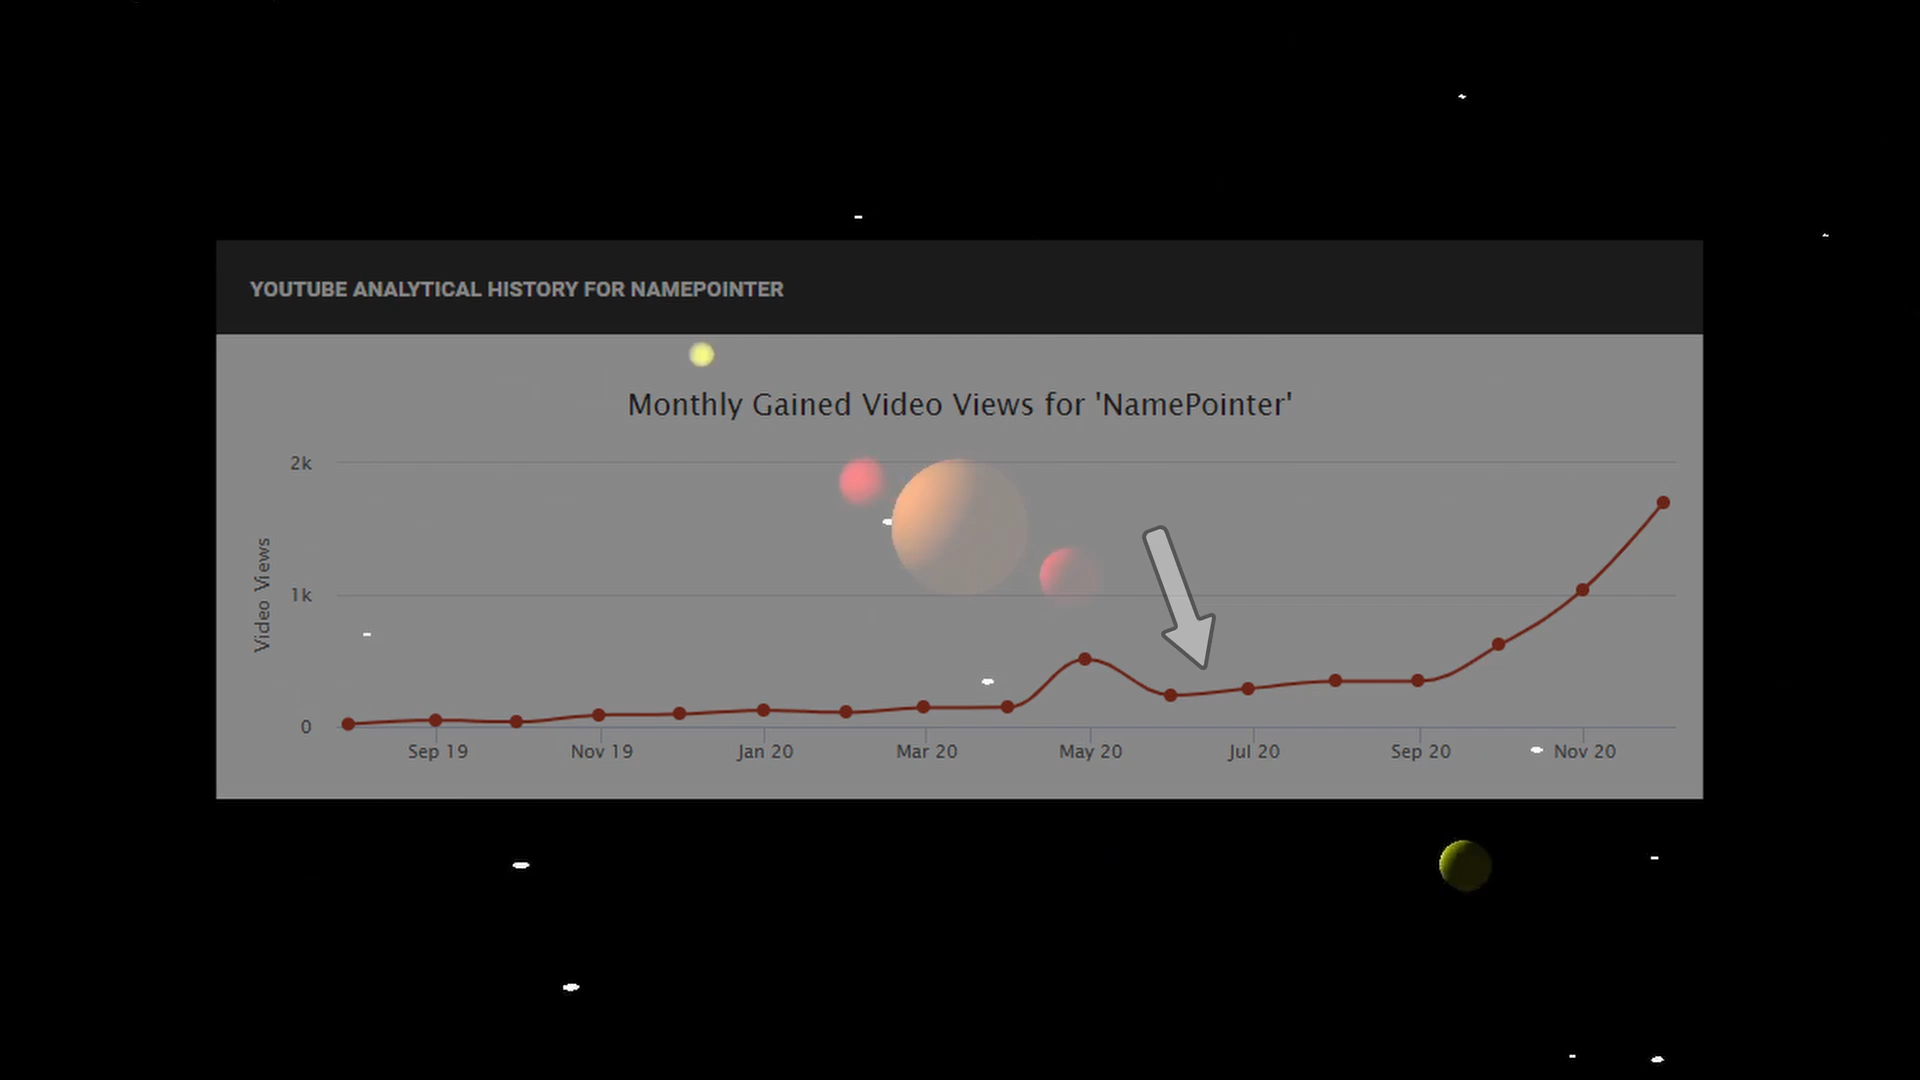 YOUTUBE ANALYTICAL HISTORY FOR NAMEPOINTER
Monthly Gained Video Views for 'NamePointer'
Video Views
2k
1k
0
Sep 19 Nov 19 Jan 20 Mar 20 May 20 Jul 20 Sep 20 Nov 20